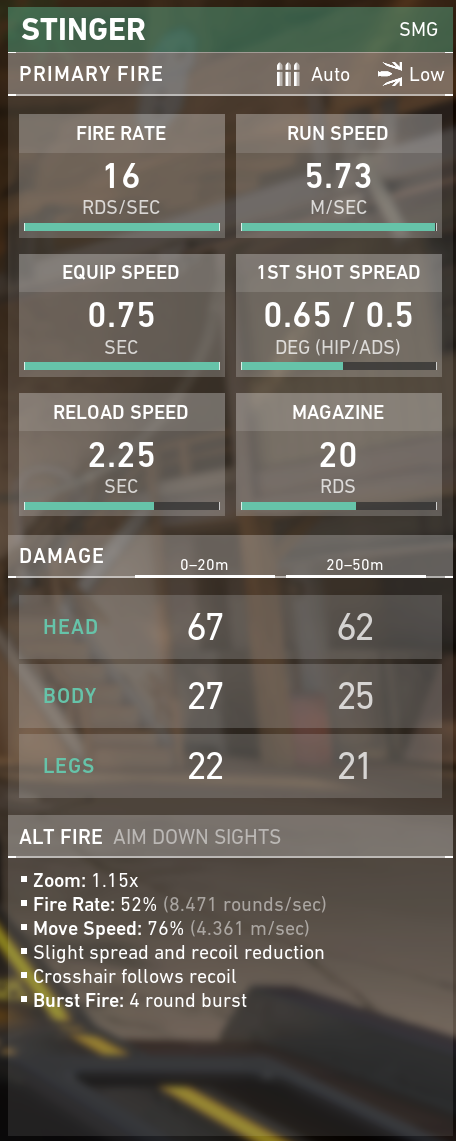 STINGER SMG
PRIMARY FIRE Auto Low
FIRE RATE RUN SPEED
16 5.73
RDS/SEC M/SEC
EQUIP SPEED 1ST SHOT SPREAD
0.75 0.65 / 0.5
SEC DEG (HIP/ADS)
RELOAD SPEED MAGAZINE
2.25 20
SEC RDS
DAMAGE 0–20m 20–50m
HEAD 67 62
BODY 27 25
LEGS 22 21
ALT FIRE AIM DOWN SIGHTS
▪ Zoom: 1.15x
▪ Fire Rate: 52% (8.471 rounds/sec)
▪ Move Speed: 76% (4.361 m/sec)
▪ Slight spread and recoil reduction
▪ Crosshair follows recoil
▪ Burst Fire: 4 round burst